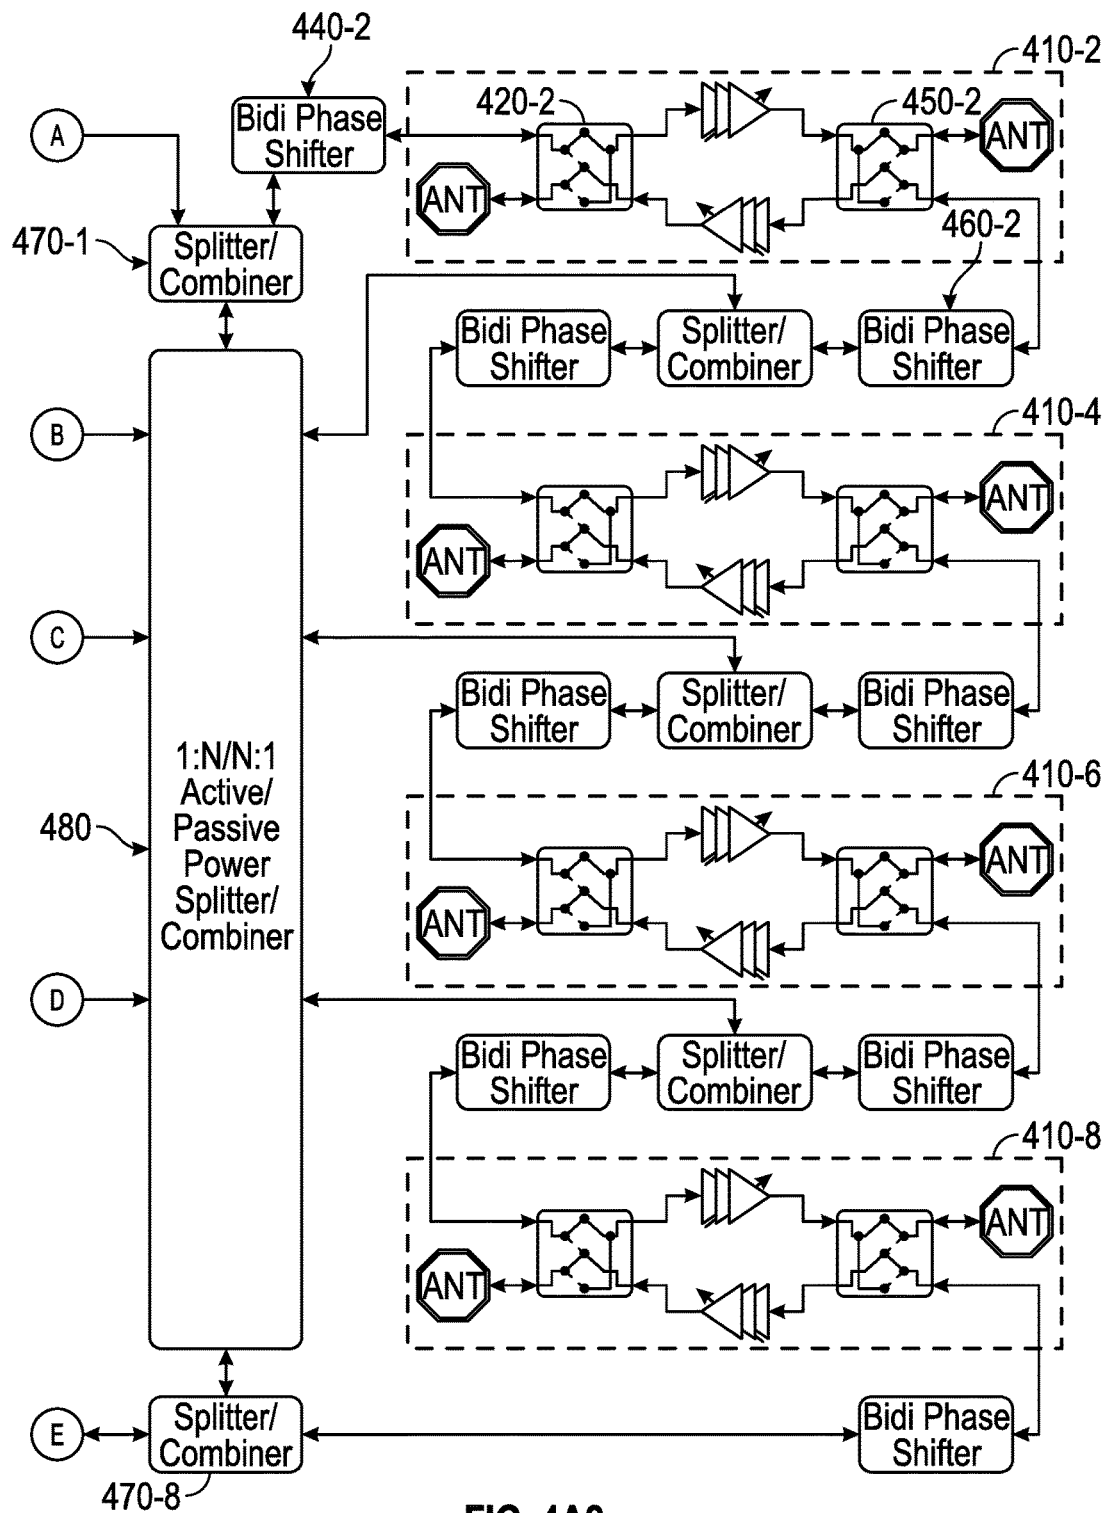 440-2
410-2
A
Bidi Phase
Shifter
420-2
450-2
ANT
ANT
470-1
Splitter/
Combiner
460-2
Bidi Phase
Shifter
Splitter/
Combiner
Bidi Phase
Shifter
B
410-4
ANT
ANT
C
Bidi Phase
Shifter
Splitter/
Combiner
Bidi Phase
Shifter
480
1:N/N:1
Active/
Passive
Power
Splitter/
Combiner
410-6
ANT
ANT
D
Bidi Phase
Shifter
Splitter/
Combiner
Bidi Phase
Shifter
410-8
ANT
ANT
E
Splitter/
Combiner
Bidi Phase
Shifter
470-8